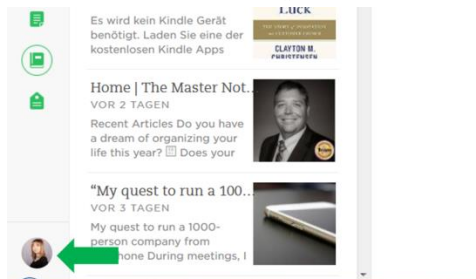 Es wird kein Kindle Gerät
benötigt. Laden Sie eine der
kostenlosen Kindle Apps
Luck
CLAYTON M.
CHRISTENSEN
Home | The Master Not...
VOR 2 TAGEN
Recent Articles Do you have
a dream of organizing your
life this year? Does your
“My quest to run a 100...
VOR 3 TAGEN
My quest to run a 1000-
person company from
hone During meetings, I